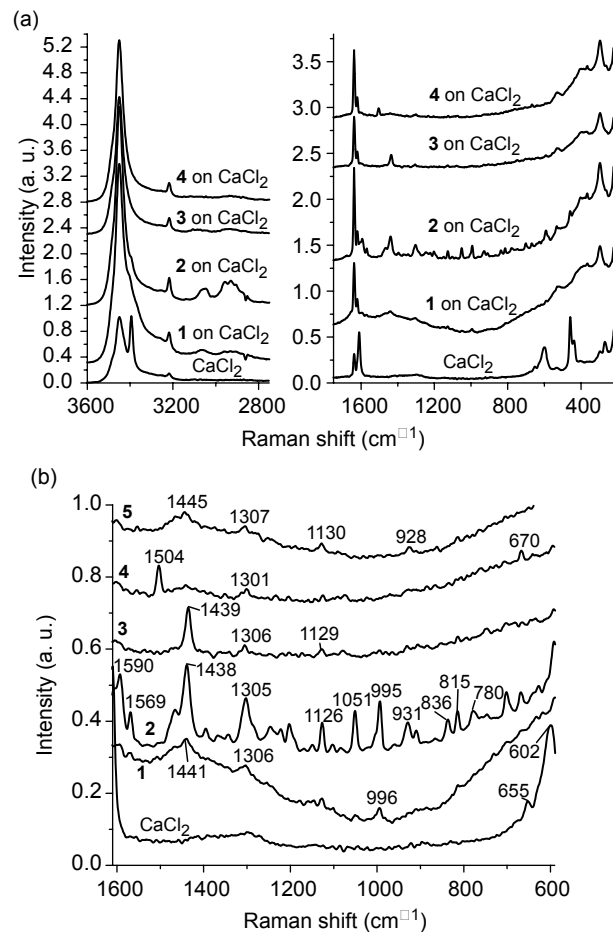 (a)
5.2
4.8
4.4
4.0
3.6
3.2
2.8
2.4
2.0
1.6
1.2
0.8
0.4
0.0
Intensity (a. u.)
4 on CaCl2
3 on CaCl2
2 on CaCl2
1 on CaCl2
CaCl2
3600 3200 2800
3.5
3.0
2.5
2.0
1.5
1.0
0.5
0.0
4 on CaCl2
3 on CaCl2
2 on CaCl2
1 on CaCl2
CaCl2
1600 1200 800 400
Raman shift (cm□1)
(b)
1.0
0.8
0.6
0.4
0.2
0.0
Intensity (a. u.)
5 1445 1307 1130 928
4 1504 1301 670
3 1439 1306 1129
1590 1569 1438 1305 1126 1051 995 931 836 815 780
2
1 1441 1306 996
CaCl2 655 602
1600 1400 1200 1000 800 600
Raman shift (cm□1)